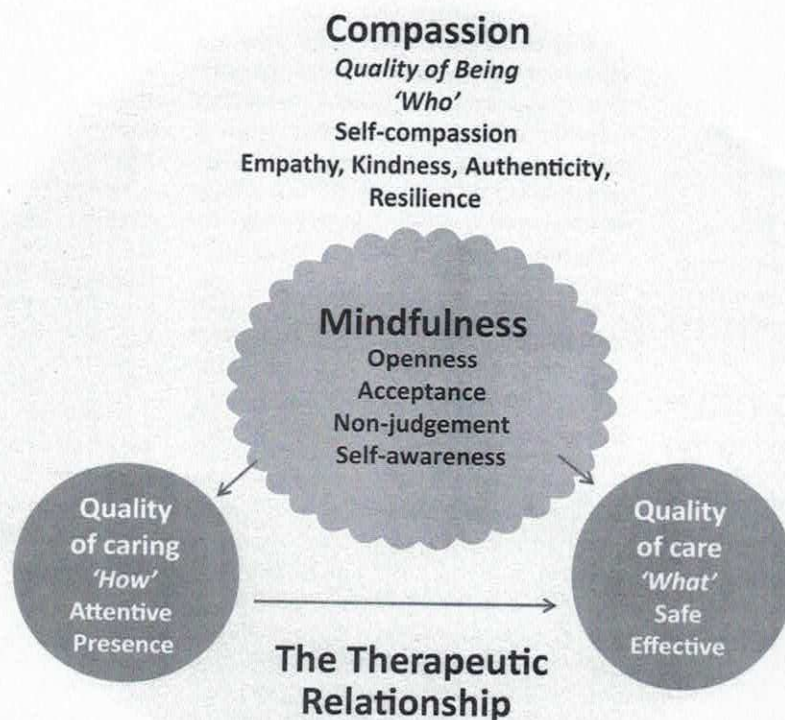 Compassion
Quality of Being
‘Who’
Self-compassion
Empathy, Kindness, Authenticity,
Resilience
Mindfulness
Openness
Acceptance
Non-judgement
Self-awareness
Quality
of caring
‘How’
Attentive
Presence
Quality
of care
‘What’
Safe
Effective
The Therapeutic
Relationship